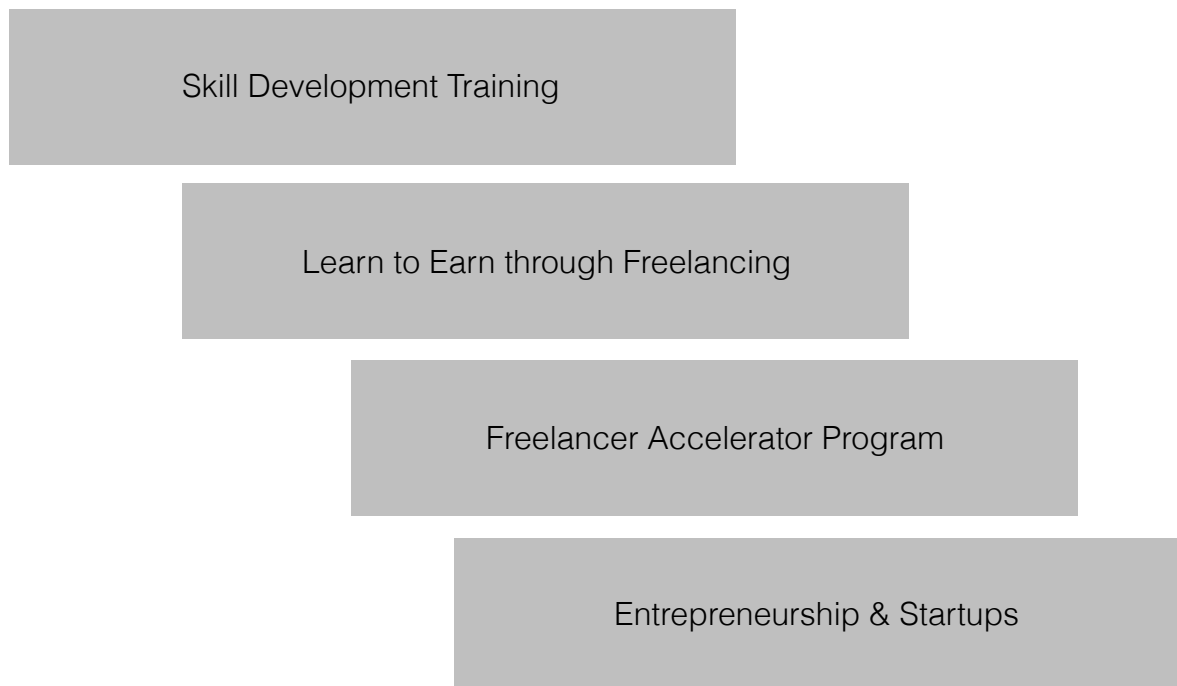 Skill Development Training
Learn to Earn through Freelancing
Freelancer Accelerator Program
Entrepreneurship & Startups